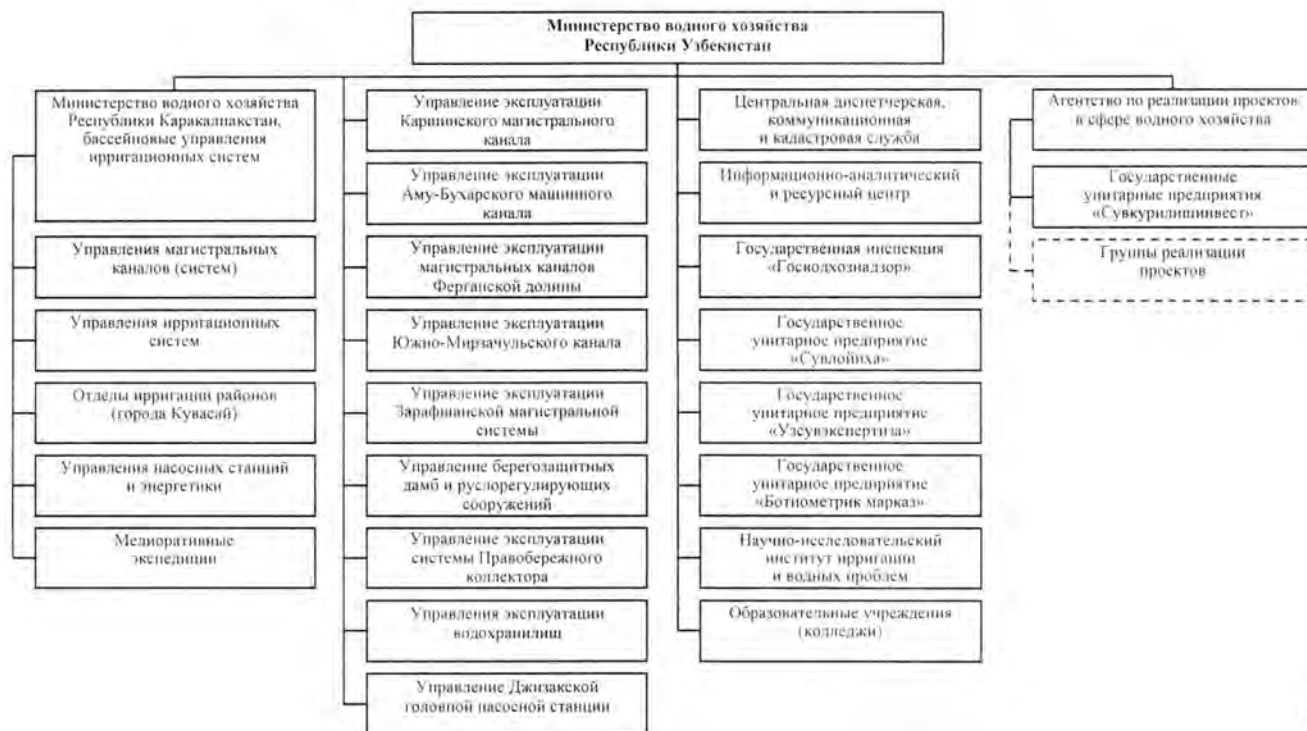 Министерство водного хозяйства
Республики Узбекистан
Министерство водного хозяйства
Республики Каракалпакстан,
бассейновые управления
ирригационных систем
Управления магистральных
каналов (систем)
Управления ирригационных
систем
Отделы ирригации районов
(города Кувасай)
Управления насосных станций
и энергетики
Мелиоративные
экспедиции
Управление эксплуатации
Каршинского магистрального
канала
Управление эксплуатации
Аму-Бухарского машинного
канала
Управление эксплуатации
магистральных каналов
Ферганской долины
Управление эксплуатации
Южно-Мирзачульского канала
Управление эксплуатации
Зарафшанской магистральной
системы
Управление берегозащитных
дамб и руслорегулирующих
сооружений
Управление эксплуатации
системы Правобережного
коллектора
Управления эксплуатации
водохранилищ
Управление Джизакской
головной насосной станции
Центральная диспетчерская,
коммуникационная
и кадастровая служба
Информационно-аналитический
и ресурсный центр
Государственная инспекция
«Госводхознадзор»
Государственное
унитарное предприятие
«Сувлойиха»
Государственное
унитарное предприятие
«Узсувэкспертиза»
Государственное
унитарное предприятие
«Ботиометрик марказ»
Научно-исследовательский
институт ирригации
и водных проблем
Образовательные учреждения
(колледжи)
Агентство по реализации проектов
в сфере водного хозяйства
Государственные
унитарные предприятия
«Сувкурилишинвест»
Группы реализации
проектов